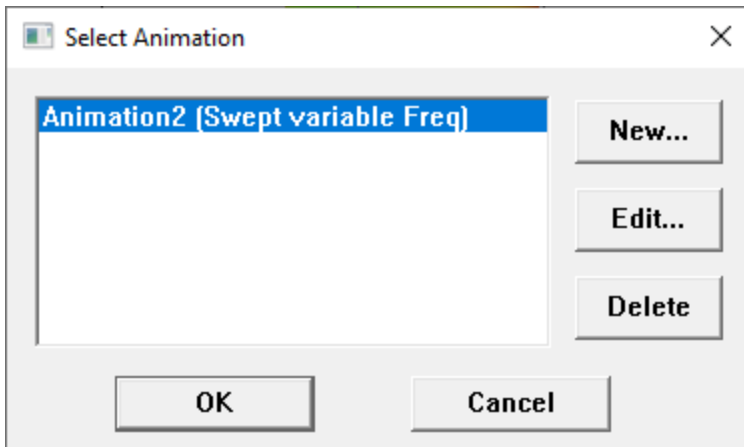 Select Animation
Animation2 (Swept variable Freq)
New...
Edit...
Delete
OK
Cancel